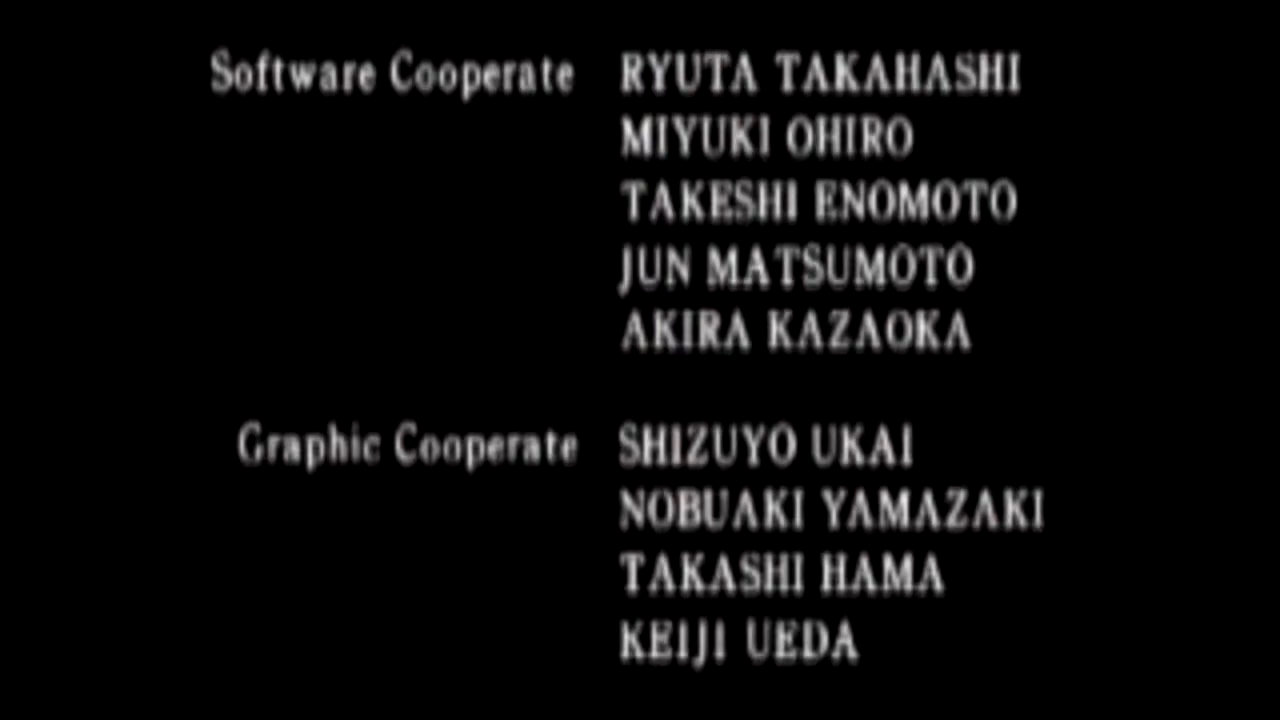 Software Cooperate RYUTA TAKAHASHI
MIYUKI OHIRO
TAKESHI ENOMOTO
JUN MATSUMOTO
AKIRA KAZAOKA
Graphic Cooperate SHIZUYO UKAI
NOBUAKI YAMAZAKI
TAKASHI HAMA
KEIJI UEDA